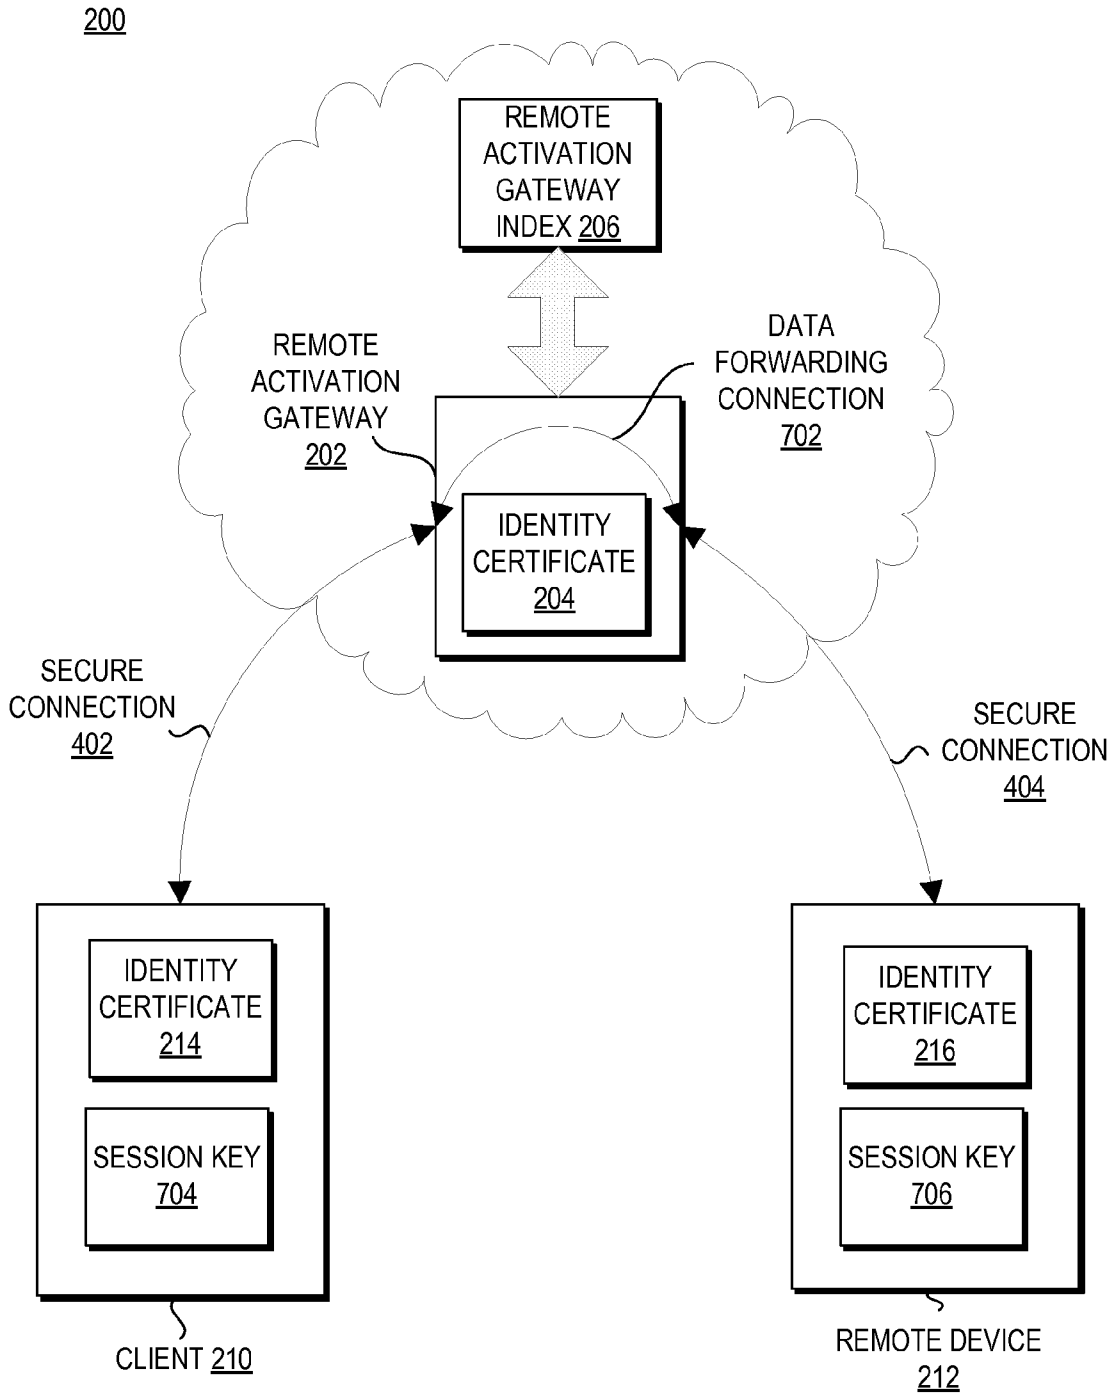 200
REMOTE
ACTIVATION
GATEWAY
INDEX 206
DATA
FORWARDING
CONNECTION
702
REMOTE
ACTIVATION
GATEWAY
202
IDENTITY
CERTIFICATE
204
SECURE
CONNECTION
402
SECURE
CONNECTION
404
IDENTITY
CERTIFICATE
214
SESSION KEY
704
CLIENT 210
IDENTITY
CERTIFICATE
216
SESSION KEY
706
REMOTE DEVICE
212